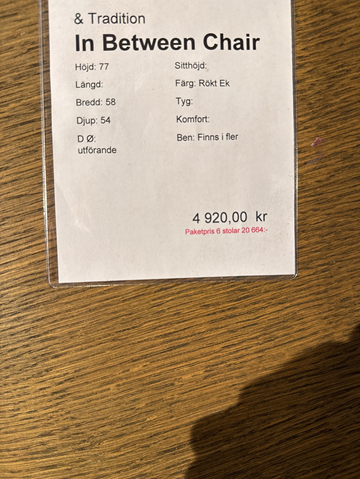 & Tradition
In Between Chair
Höjd: 77 Sitthöjd:
Längd: Färg: Rökt Ek
Bredd: 58 Tyg:
Djup: 54 Komfort:
D Ø: Ben: Finns i fler
utförande
4 920,00 kr
Paketpris 6 stolar 20 664:-